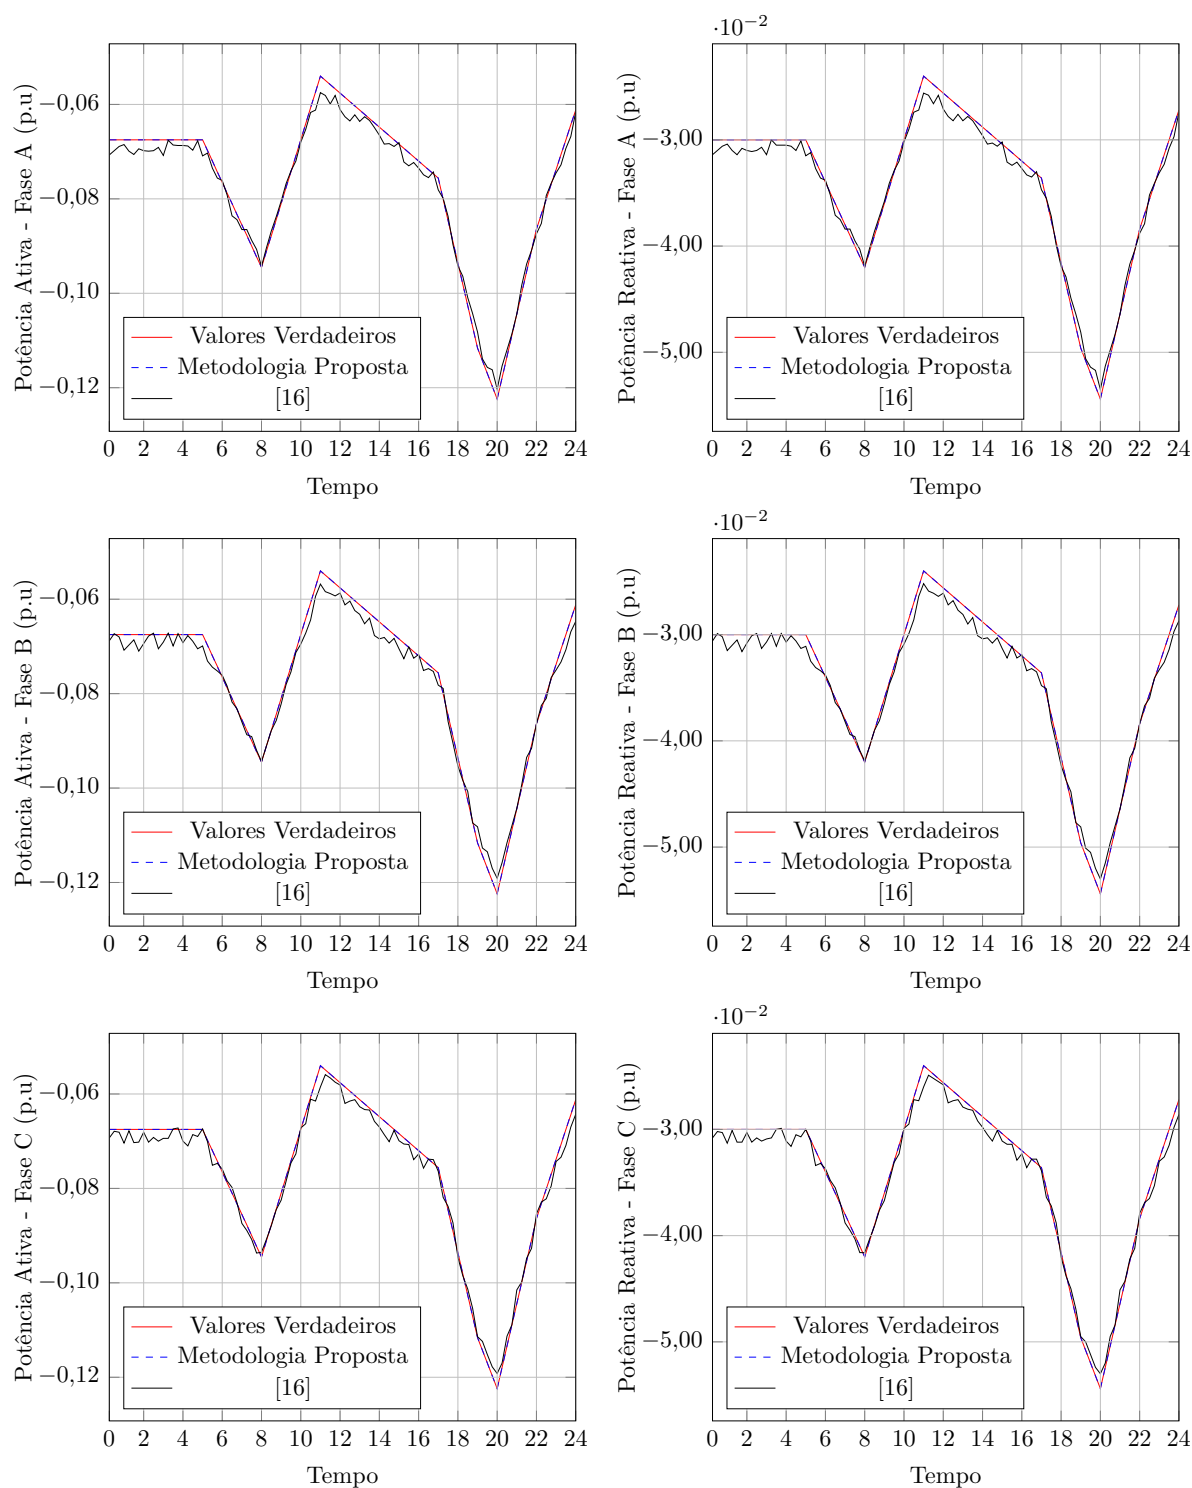 ·10−2
Potência Ativa - Fase A (p.u)
−0,06
−0,08
−0,10
−0,12
Valores Verdadeiros
Metodologia Proposta
[16]
0 2 4 6 8 10 12 14 16 18 20 22 24
Tempo
Potência Reativa - Fase A (p.u)
−3,00
−4,00
−5,00
Valores Verdadeiros
Metodologia Proposta
[16]
0 2 4 6 8 10 12 14 16 18 20 22 24
Tempo
Potência Ativa - Fase B (p.u)
−0,06
−0,08
−0,10
−0,12
Valores Verdadeiros
Metodologia Proposta
[16]
0 2 4 6 8 10 12 14 16 18 20 22 24
Tempo
·10−2
Potência Reativa - Fase B (p.u)
−3,00
−4,00
−5,00
Valores Verdadeiros
Metodologia Proposta
[16]
0 2 4 6 8 10 12 14 16 18 20 22 24
Tempo
Potência Ativa - Fase C (p.u)
−0,06
−0,08
−0,10
−0,12
Valores Verdadeiros
Metodologia Proposta
[16]
0 2 4 6 8 10 12 14 16 18 20 22 24
Tempo
·10−2
Potência Reativa - Fase C (p.u)
−3,00
−4,00
−5,00
Valores Verdadeiros
Metodologia Proposta
[16]
0 2 4 6 8 10 12 14 16 18 20 22 24
Tempo